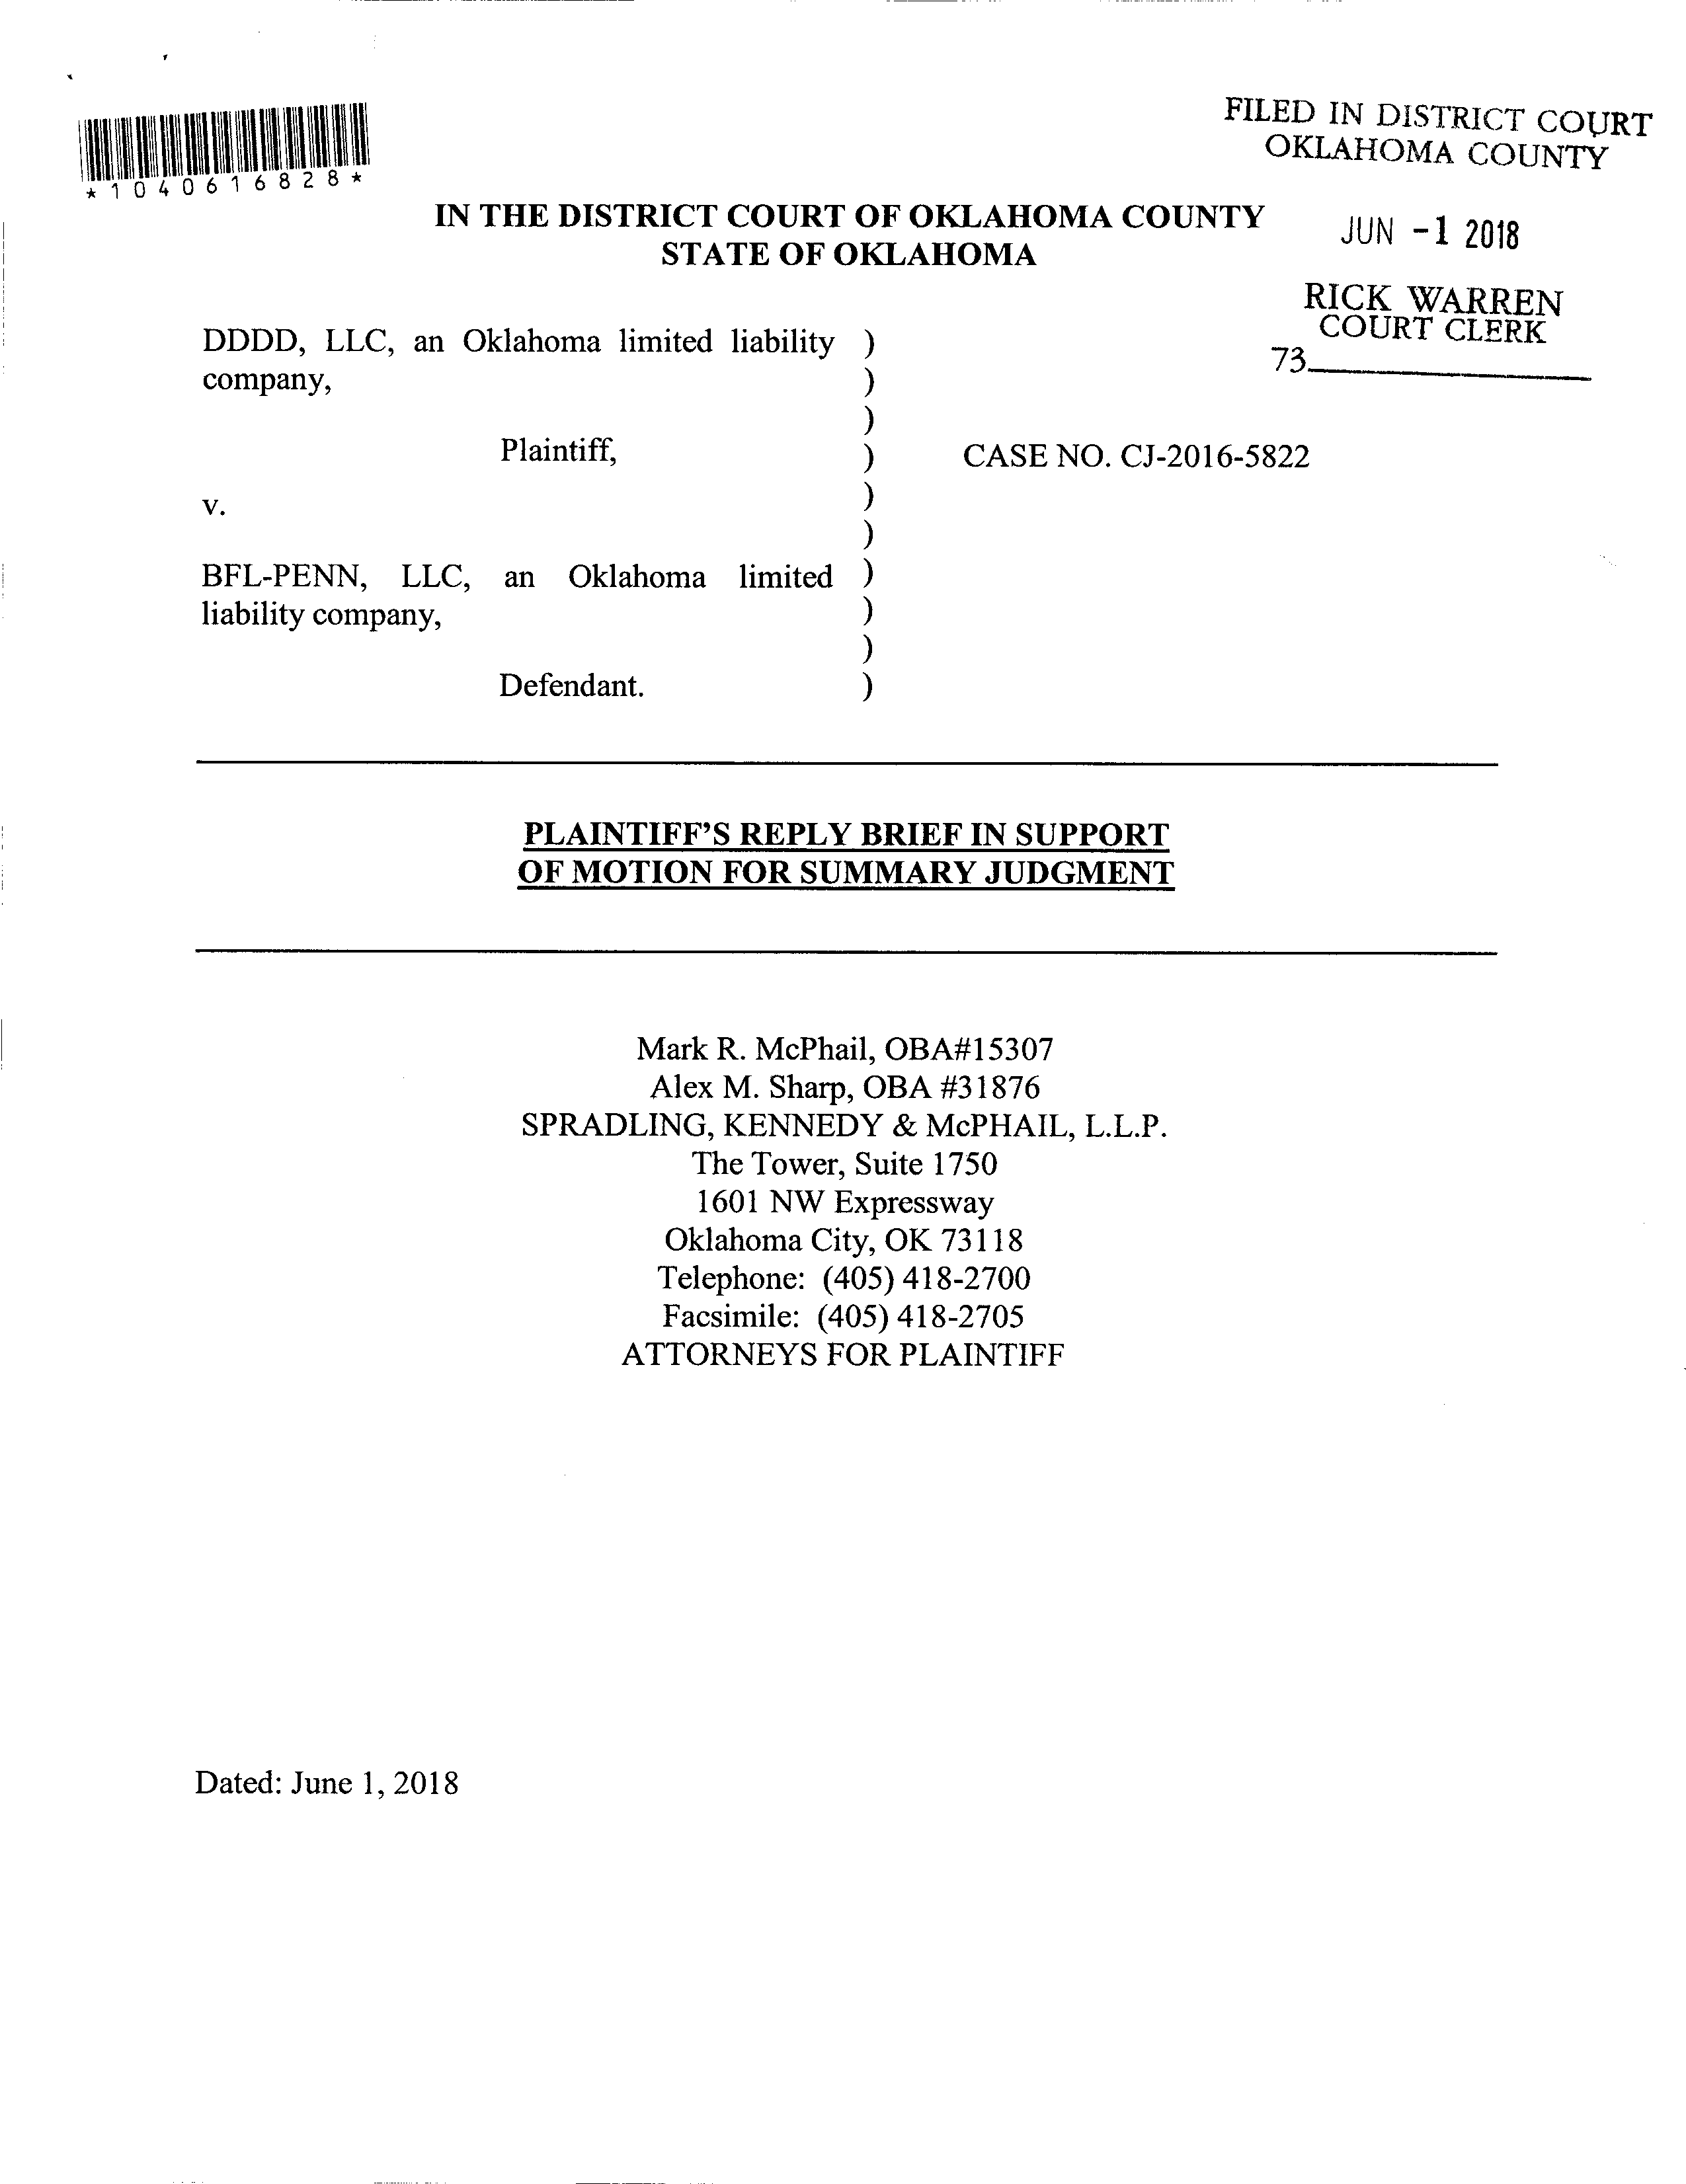 *1040616828*
FILED IN DISTRICT COURT
OKLAHOMA COUNTY
JUN -1 2018
RICK WARREN
COURT CLERK
73
IN THE DISTRICT COURT OF OKLAHOMA COUNTY
STATE OF OKLAHOMA
DDDD, LLC, an Oklahoma limited liability )
company, )
)
Plaintiff, ) CASE NO. CJ-2016-5822
)
v.
)
BFL-PENN, LLC, an Oklahoma limited )
liability company, )
)
Defendant. )
PLAINTIFF'S REPLY BRIEF IN SUPPORT
OF MOTION FOR SUMMARY JUDGMENT
Mark R. McPhail, OBA#15307
Alex M. Sharp, OBA #31876
SPRADLING, KENNEDY & McPHAIL, L.L.P.
The Tower, Suite 1750
1601 NW Expressway
Oklahoma City, OK 73118
Telephone: (405) 418-2700
Facsimile: (405) 418-2705
ATTORNEYS FOR PLAINTIFF
Dated: June 1, 2018